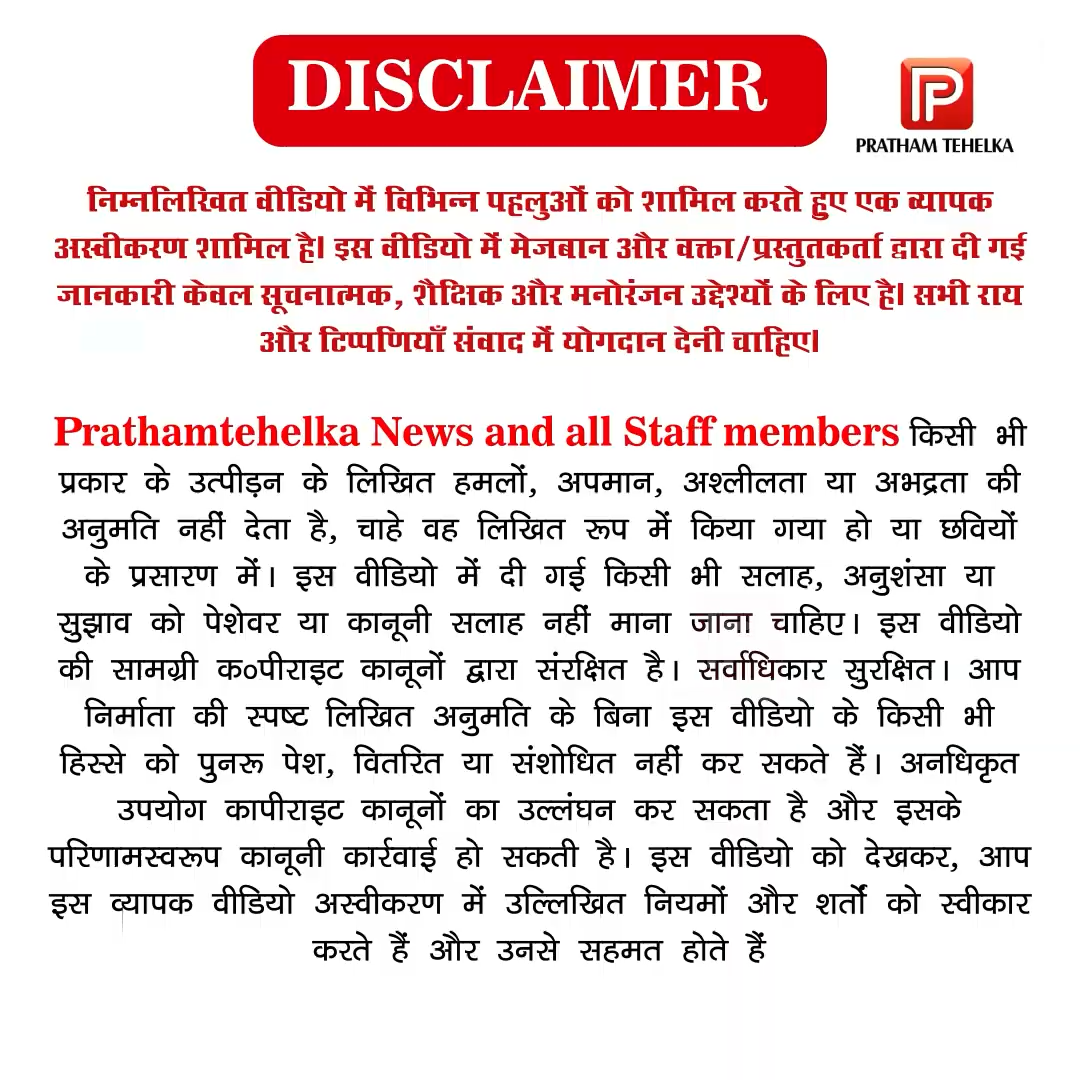 DISCLAIMER
PRATHAM TEHELKA
निम्नलिखित वीडियो में विभिन्न पहलुओं को शामिल करते हुए एक व्यापक
अस्वीकरण शामिल है। इस वीडियो में मेजबान और वक्ता/प्रस्तुतकर्ता द्वारा दी गई
जानकारी केवल सूचनात्मक, शैक्षिक और मनोरंजन उद्देश्यों के लिए है। सभी राय
और टिप्पणियाँ संवाद में योगदान देनी चाहिए।
Prathamtehelka News and all Staff members किसी भी
प्रकार के उत्पीड़न के लिखित हमलों, अपमान, अश्लीलता या अभद्रता की
अनुमति नहीं देता है, चाहे वह लिखित रूप में किया गया हो या छवियों
के प्रसारण में। इस वीडियो में दी गई किसी भी सलाह, अनुशंसा या
सुझाव को पेशेवर या कानूनी सलाह नहीं माना जाना चाहिए। इस वीडियो
की सामग्री क०पीराइट कानूनों द्वारा संरक्षित है। सर्वाधिकार सुरक्षित। आप
निर्माता की स्पष्ट लिखित अनुमति के बिना इस वीडियो के किसी भी
हिस्से को पुनरू पेश, वितरित या संशोधित नहीं कर सकते हैं। अनधिकृत
उपयोग कापीराइट कानूनों का उल्लंघन कर सकता है और इसके
परिणामस्वरूप कानूनी कार्रवाई हो सकती है। इस वीडियो को देखकर, आप
इस व्यापक वीडियो अस्वीकरण में उल्लिखित नियमों और शर्तों को स्वीकार
करते हैं और उनसे सहमत होते हैं